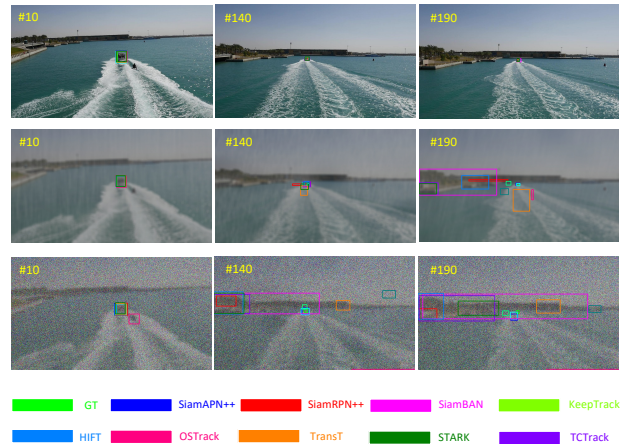 #10 #140 #190
#10 #140 #190
#10 #140 #190
GT SiamAPN++ SiamRPN++ SiamBAN KeepTrack
HIFT OSTrack TransT STARK TCTrack